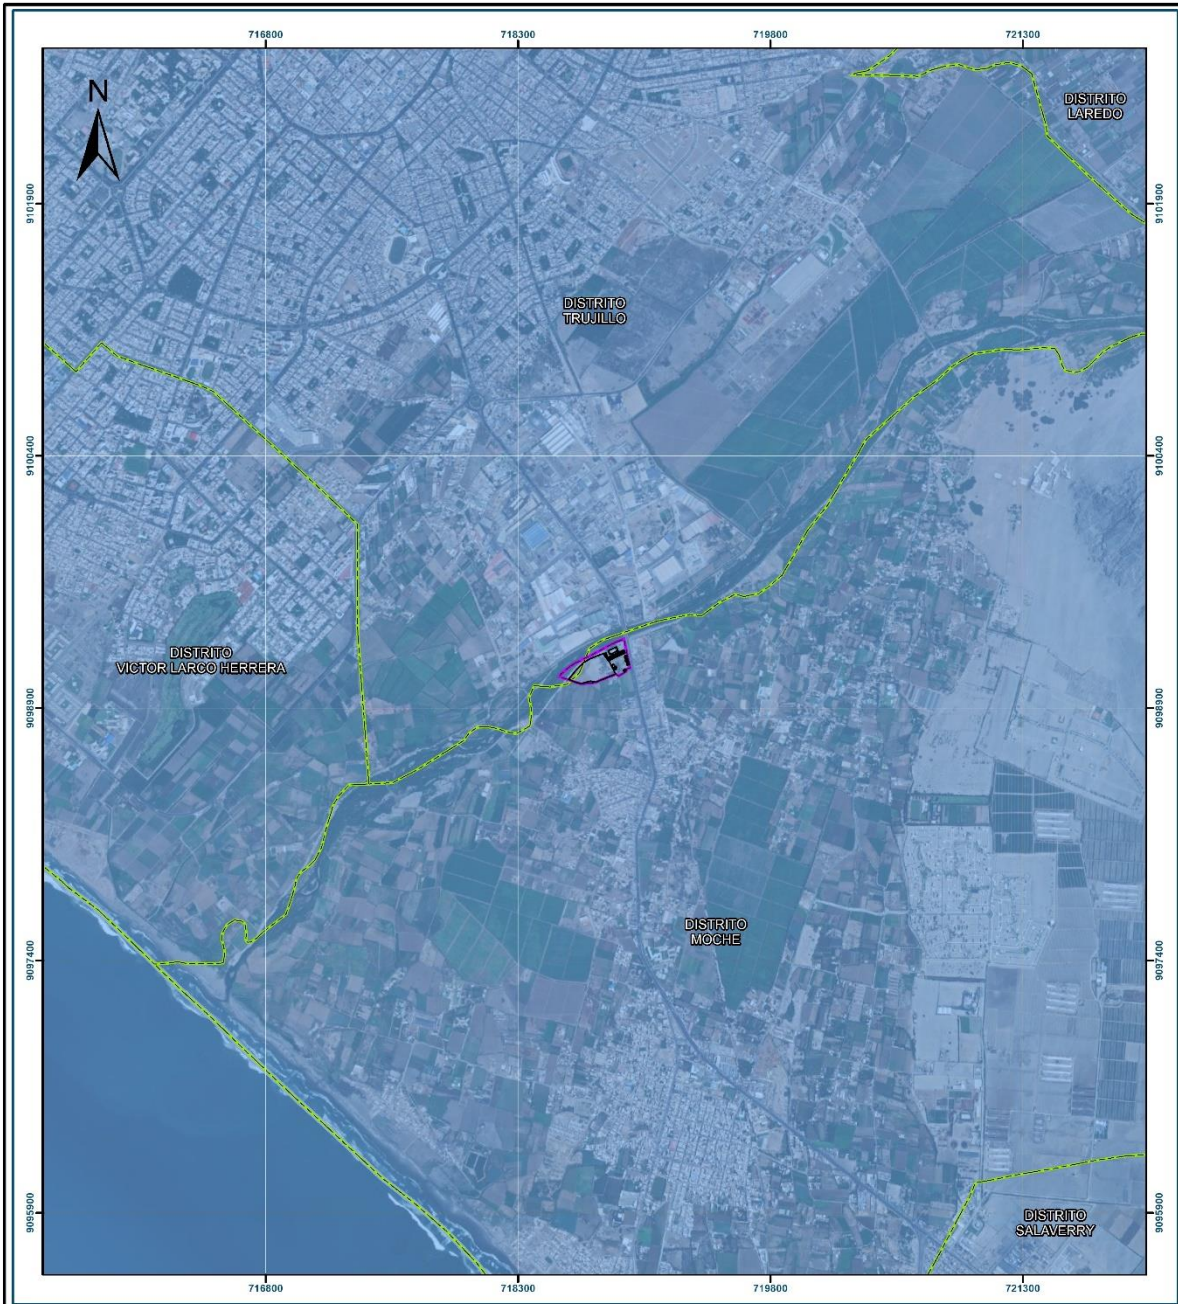 716800
718300
719800
721300
N
DISTRITO
LAREDO
9101900
9101900
DISTRITO
TRUJILLO
9100400
9100400
DISTRITO
VICTOR LARCO HERRERA
9098900
9098900
DISTRITO
MOCHE
9097400
9097400
9095900
9095900
DISTRITO
SALAVERRY
716800
718300
719800
721300